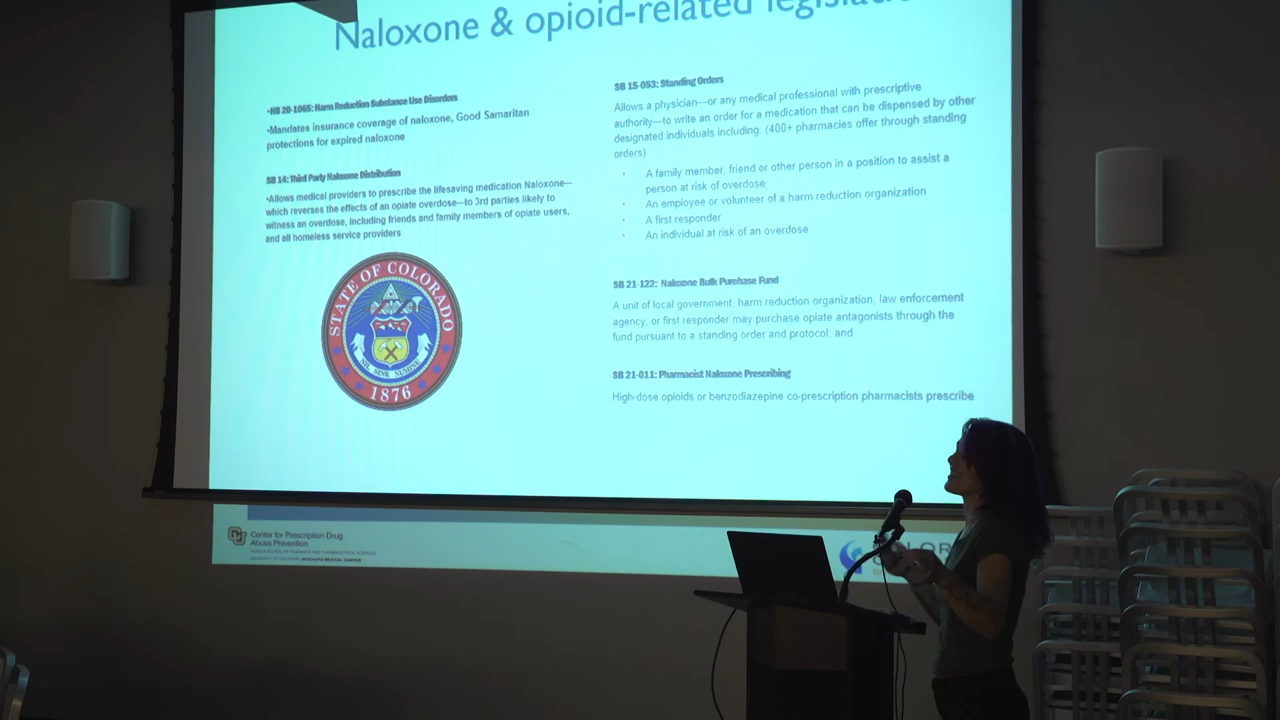 Naloxone & opioid-related
•HB 20-1065: Harm Reduction Substance Use Disorders
•Mandates insurance coverage of naloxone, Good Samaritan
protections for expired naloxone
SB 14: Third Party Naloxone Distribution
•Allows medical providers to prescribe the lifesaving medication Naloxone—
which reverses the effects of an opiate overdose—to 3rd parties likely to
witness an overdose, including friends and family members of opiate users,
and all homeless service providers
STATE OF COLORADO
NIL SINE NUMINE
1876
SB 15-053: Standing Orders
Allows a physician—or any medical professional with prescriptive
authority—to write an order for a medication that can be dispensed by other
designated individuals including: (400+ pharmacies offer through standing
orders)
• A family member, friend or other person in a position to assist a
person at risk of overdose
• An employee or volunteer of a harm reduction organization
• A first responder
• An individual at risk of an overdose
SB 21-122: Naloxone Bulk Purchase Fund
A unit of local government, harm reduction organization, law enforcement
agency, or first responder may purchase opiate antagonists through the
fund pursuant to a standing order and protocol; and
SB 21-011: Pharmacist Naloxone Prescribing
High-dose opioids or benzodiazepine co-prescription pharmacists prescribe
Center for Prescription Drug
Abuse Prevention